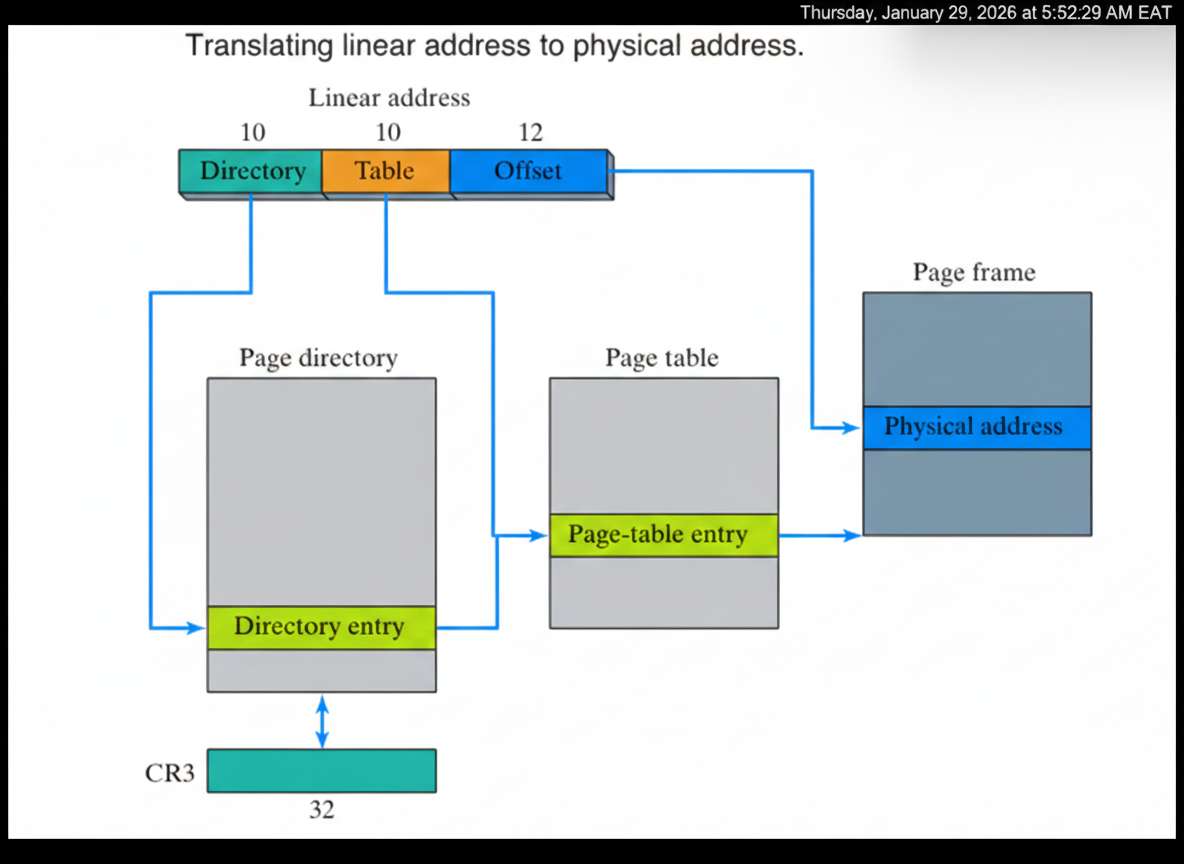 Thursday, January 29, 2026 at 5:52:29 AM EAT
Translating linear address to physical address.
Linear address
10 10 12
Directory Table Offset
Page frame
Page directory Page table
Physical address
Page-table entry
Directory entry
CR3
32